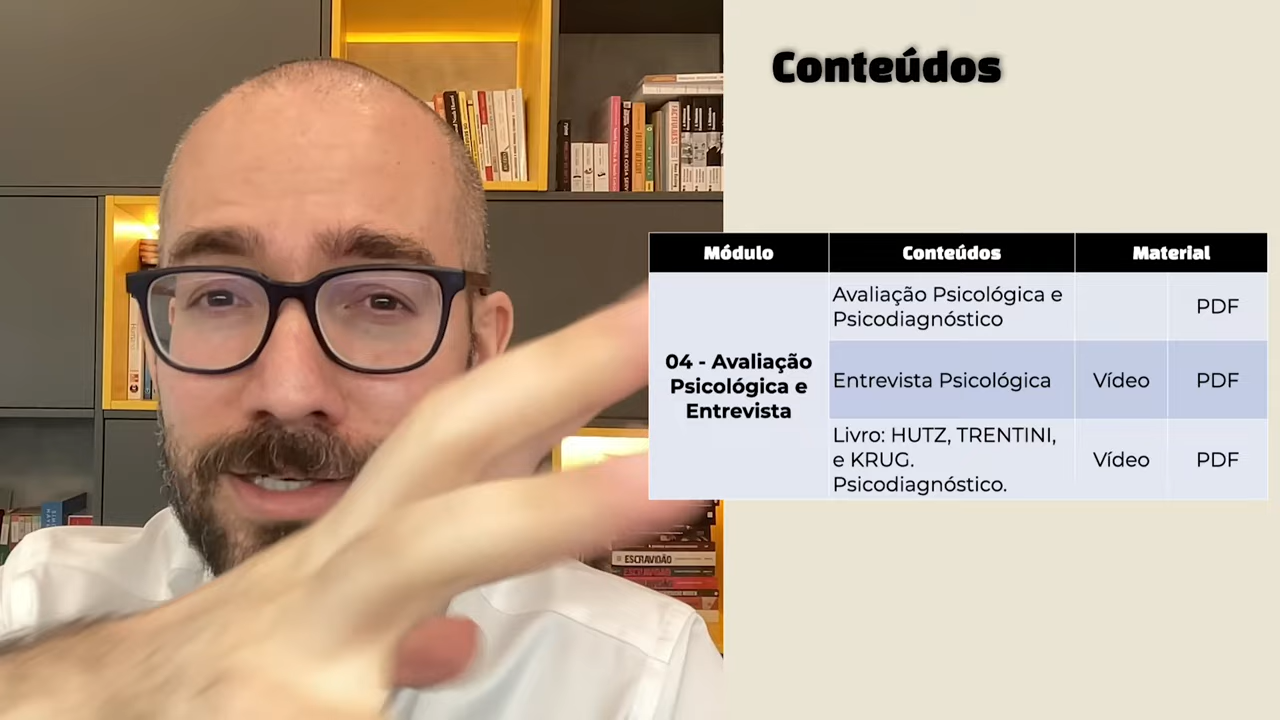 Conteúdos
Módulo
Conteúdos
Material
04 - Avaliação
Psicológica e
Entrevista
Avaliação Psicológica e
Psicodiagnóstico
PDF
Entrevista Psicológica
Vídeo
PDF
Livro: HUTZ, TRENTINI,
e KRUG.
Psicodiagnóstico.
Vídeo
PDF
FACTFULNESS
ESCRAVIDÃO